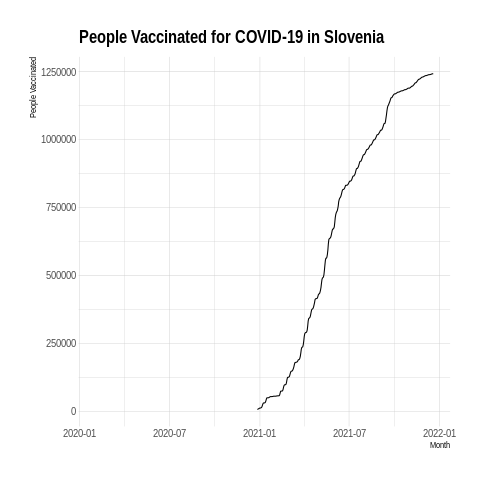 People Vaccinated for COVID-19 in Slovenia
People Vaccinated
1250000
1000000
750000
500000
250000
0
2020-01 2020-07 2021-01 2021-07 2022-01
Month